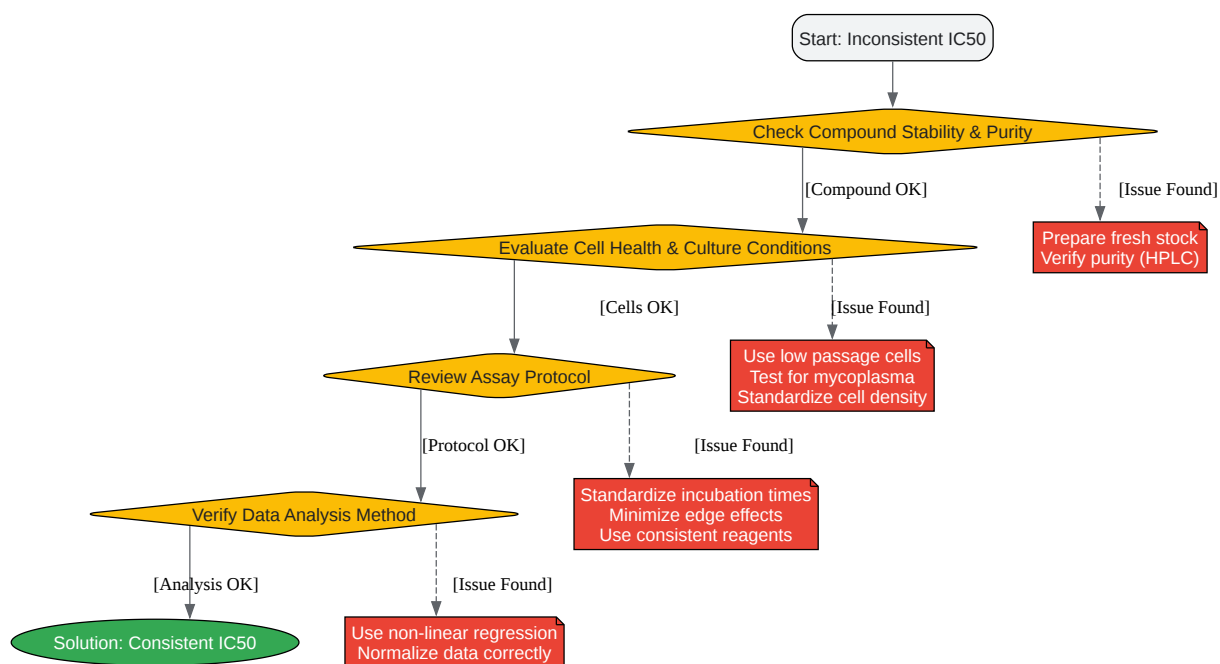 Start: Inconsistent IC50
Check Compound Stability & Purity
[Compound OK]
[Issue Found]
Prepare fresh stock
Verify purity (HPLC)
Evaluate Cell Health & Culture Conditions
[Cells OK]
[Issue Found]
Use low passage cells
Test for mycoplasma
Standardize cell density
Review Assay Protocol
[Protocol OK]
[Issue Found]
Standardize incubation times
Minimize edge effects
Use consistent reagents
Verify Data Analysis Method
[Analysis OK]
[Issue Found]
Solution: Consistent IC50
Use non-linear regression
Normalize data correctly